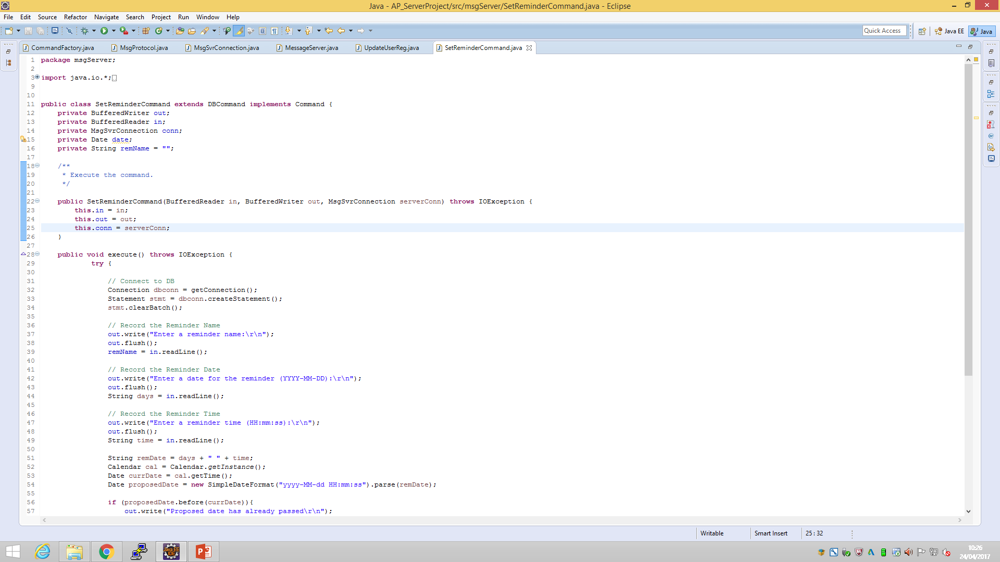 Java - AP_ServerProject/src/msgServer/SetReminderCommand.java - Eclipse
File Edit Source Refactor Navigate Search Project Run Window Help
Quick Access Java EE Java
CommandFactory.java MsgProtocol.java MsgSvrConnection.java MessageServer.java UpdateUserReg.java SetReminderCommand.java
1 package msgServer;
2
3 import java.io.*;
9
10
11 public class SetReminderCommand extends DBCommand implements Command {
12 private BufferedWriter out;
13 private BufferedReader in;
14 private MsgSvrConnection conn;
15 private Date date;
16 private String remName = "";
17
18 /**
19 * Execute the command.
20 */
21
22 public SetReminderCommand(BufferedReader in, BufferedWriter out, MsgSvrConnection serverConn) throws IOException {
23 this.in = in;
24 this.out = out;
25 this.conn = serverConn;
26 }
27
28 public void execute() throws IOException {
29 try {
30
31 // Connect to DB
32 Connection dbconn = getConnection();
33 Statement stmt = dbconn.createStatement();
34 stmt.clearBatch();
35
36 // Record the Reminder Name
37 out.write("Enter a reminder name:\r\n");
38 out.flush();
39 remName = in.readLine();
40
41 // Record the Reminder Date
42 out.write("Enter a date for the reminder (YYYY-MM-DD):\r\n");
43 out.flush();
44 String days = in.readLine();
45
46 // Record the Reminder Time
47 out.write("Enter a reminder time (HH:mm:ss):\r\n");
48 out.flush();
49 String time = in.readLine();
50
51 String remDate = days + " " + time;
52 Calendar cal = Calendar.getInstance();
53 Date currDate = cal.getTime();
54 Date proposedDate = new SimpleDateFormat("yyyy-MM-dd HH:mm:ss").parse(remDate);
55
56 if (proposedDate.before(currDate)){
57 out.write("Proposed date has already passed\r\n");
Writable Smart Insert 25 : 32
Java EE
IDE
10:26
24/04/2017